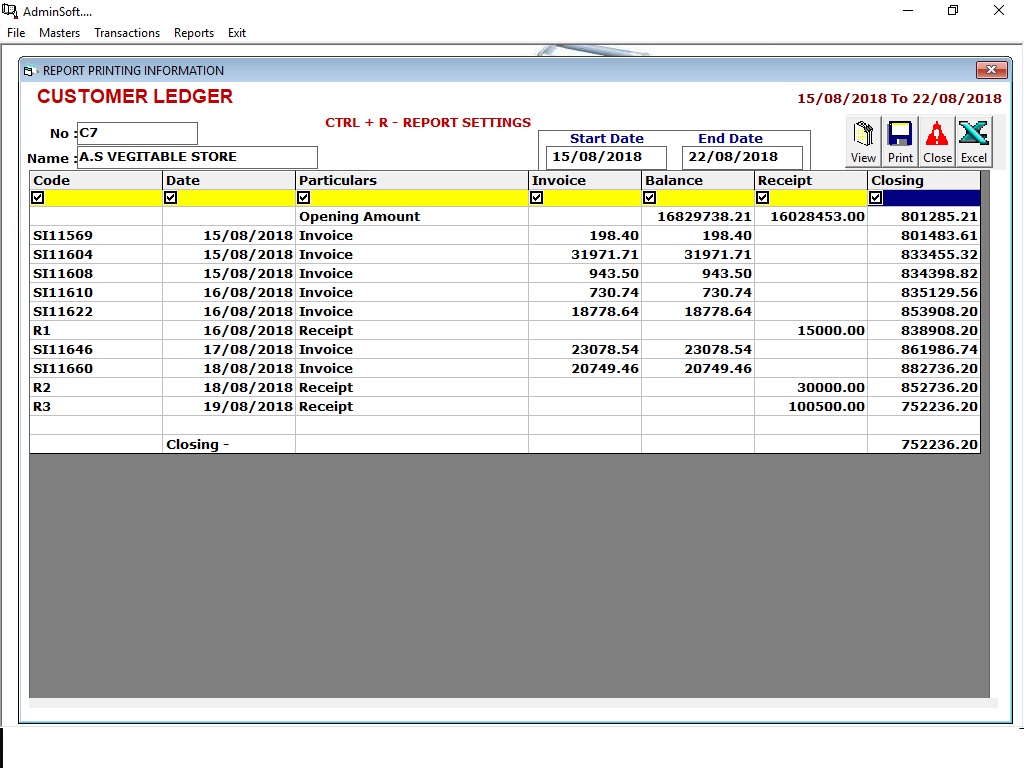 AdminSoft....
File Masters Transactions Reports Exit
REPORT PRINTING INFORMATION
CUSTOMER LEDGER
15/08/2018 To 22/08/2018
CTRL + R - REPORT SETTINGS
No : C7
Start Date End Date
Name : A.S VEGITABLE STORE
15/08/2018 22/08/2018
View Print Close Excel
Code Date Particulars Invoice Balance Receipt Closing
Opening Amount 16829738.21 16028453.00 801285.21
SI11569 15/08/2018 Invoice 198.40 198.40 801483.61
SI11604 15/08/2018 Invoice 31971.71 31971.71 833455.32
SI11608 15/08/2018 Invoice 943.50 943.50 834398.82
SI11610 16/08/2018 Invoice 730.74 730.74 835129.56
SI11622 16/08/2018 Invoice 18778.64 18778.64 853908.20
R1 16/08/2018 Receipt 15000.00 838908.20
SI11646 17/08/2018 Invoice 23078.54 23078.54 861986.74
SI11660 18/08/2018 Invoice 20749.46 20749.46 882736.20
R2 18/08/2018 Receipt 30000.00 852736.20
R3 19/08/2018 Receipt 100500.00 752236.20
Closing - 752236.20